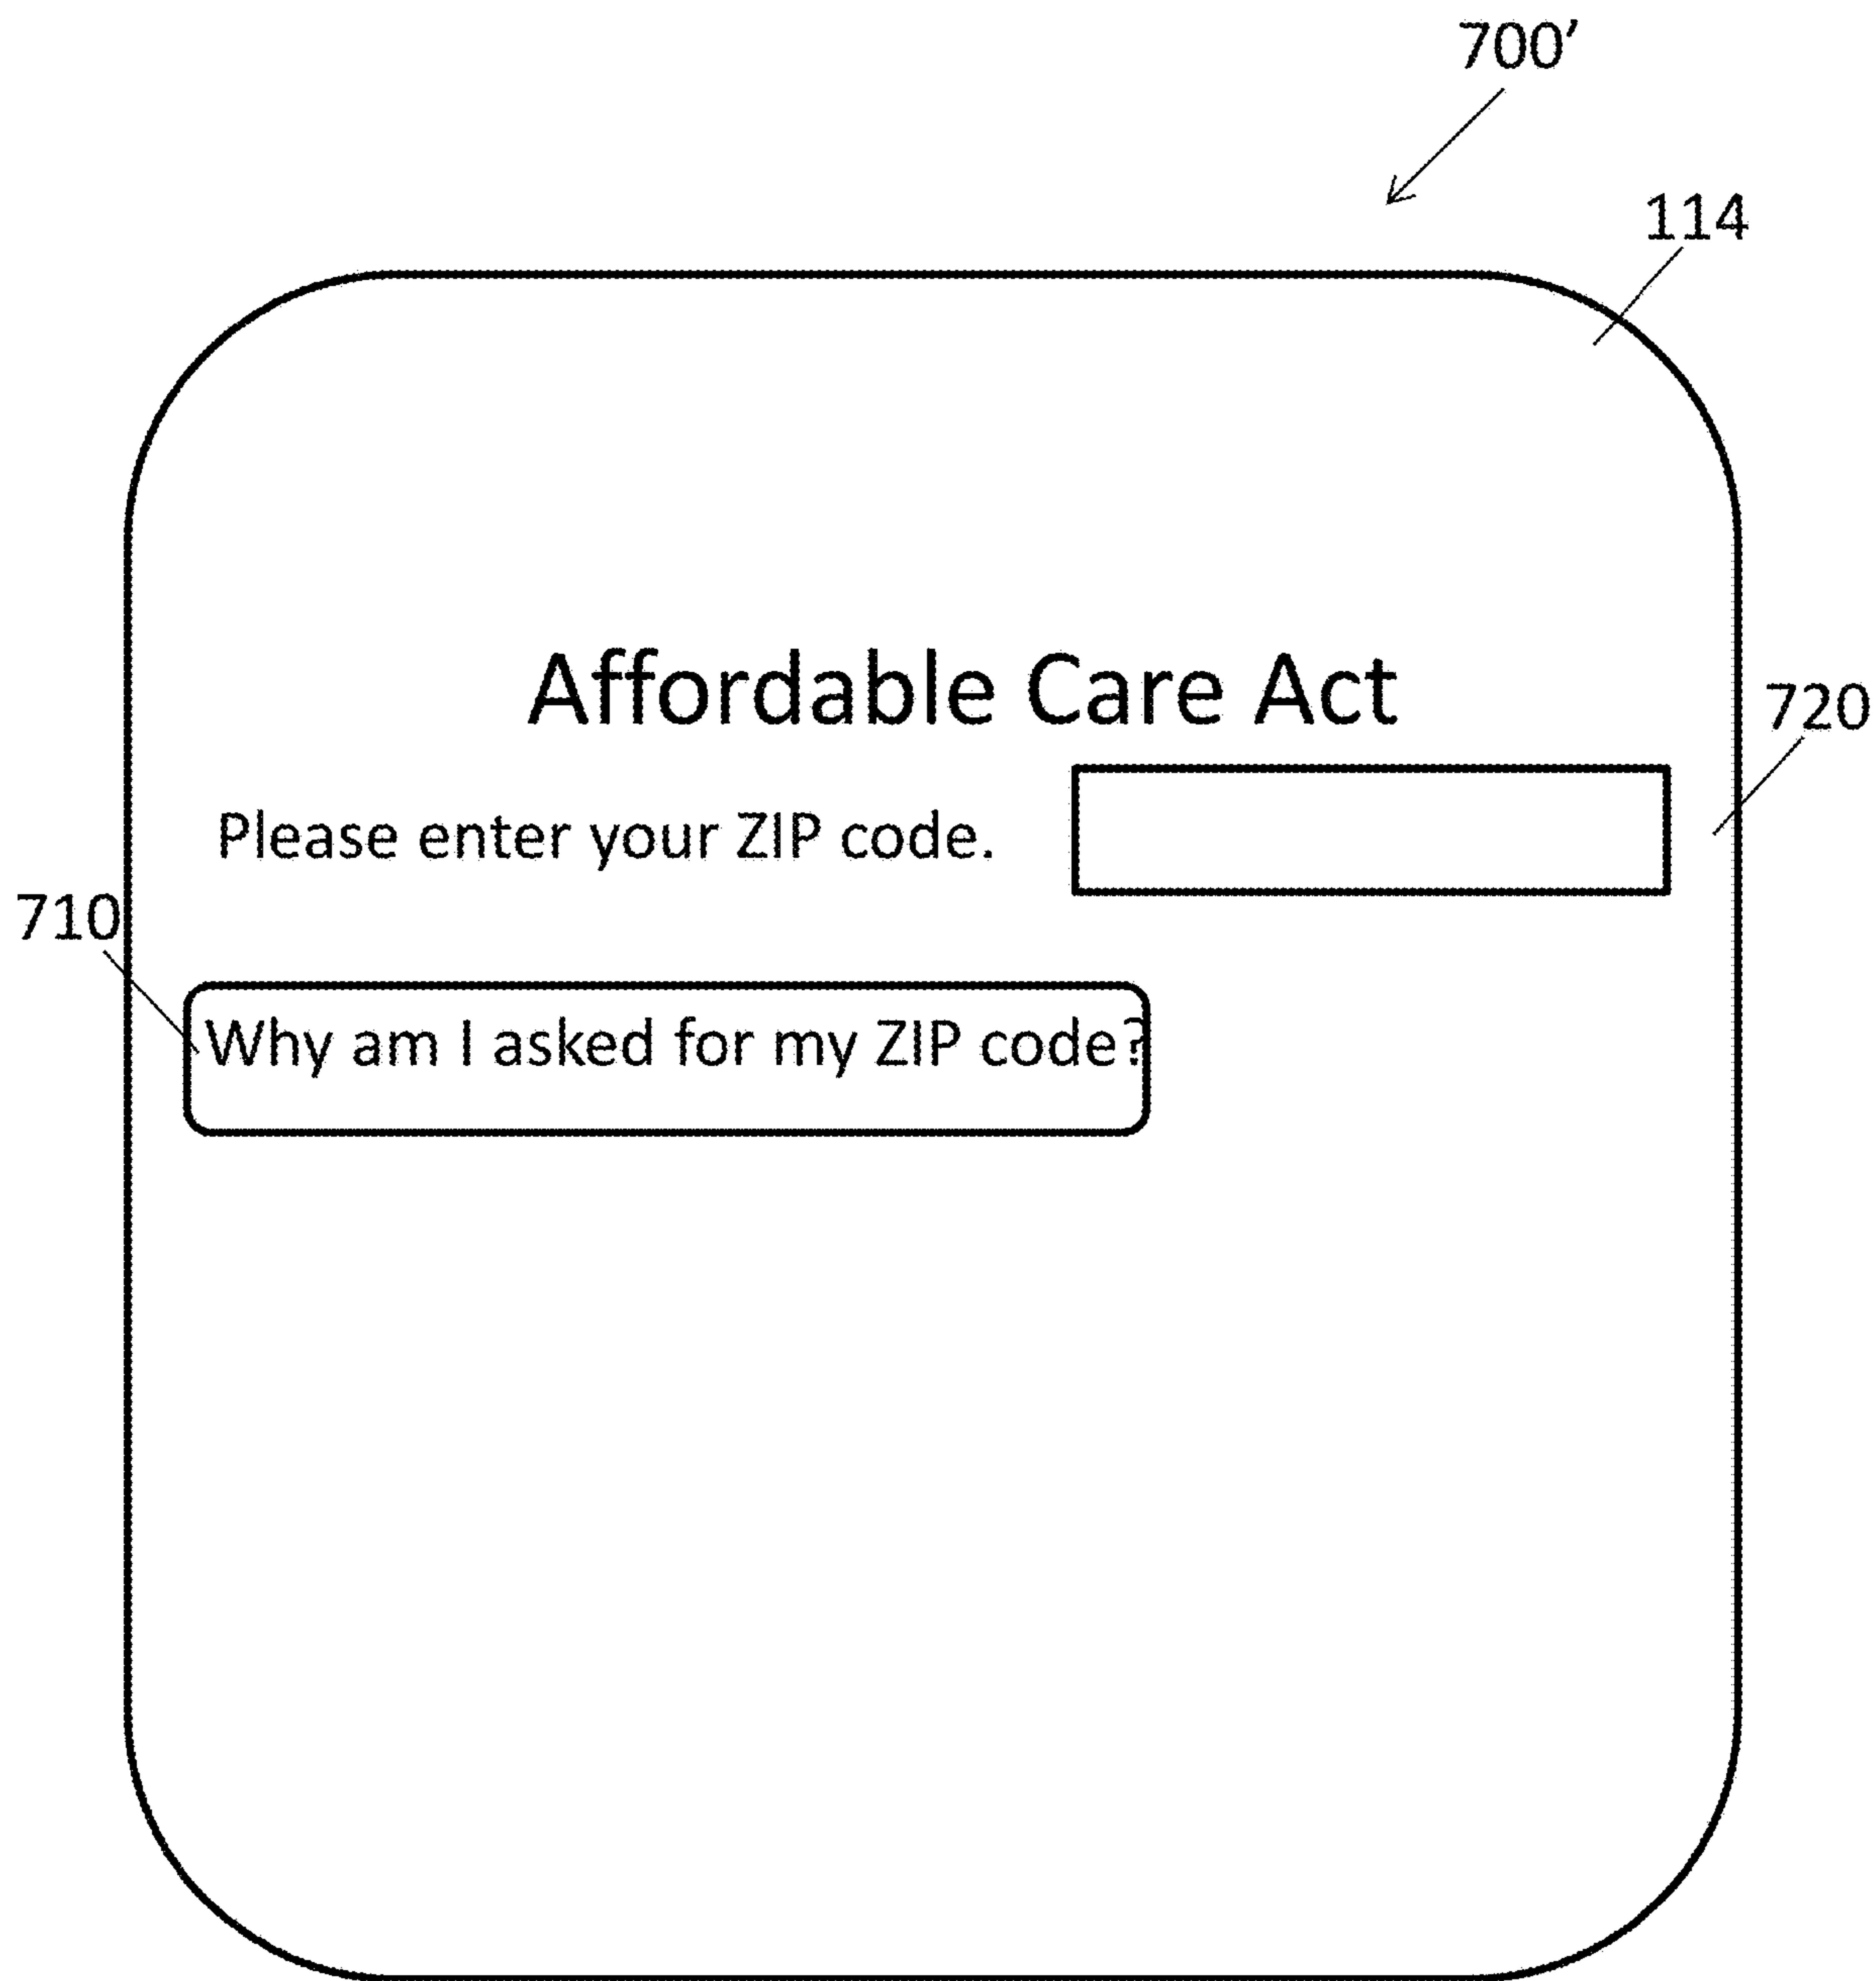 700'
114
Affordable Care Act
720
Please enter your ZIP code.
710
Why am I asked for my ZIP code?